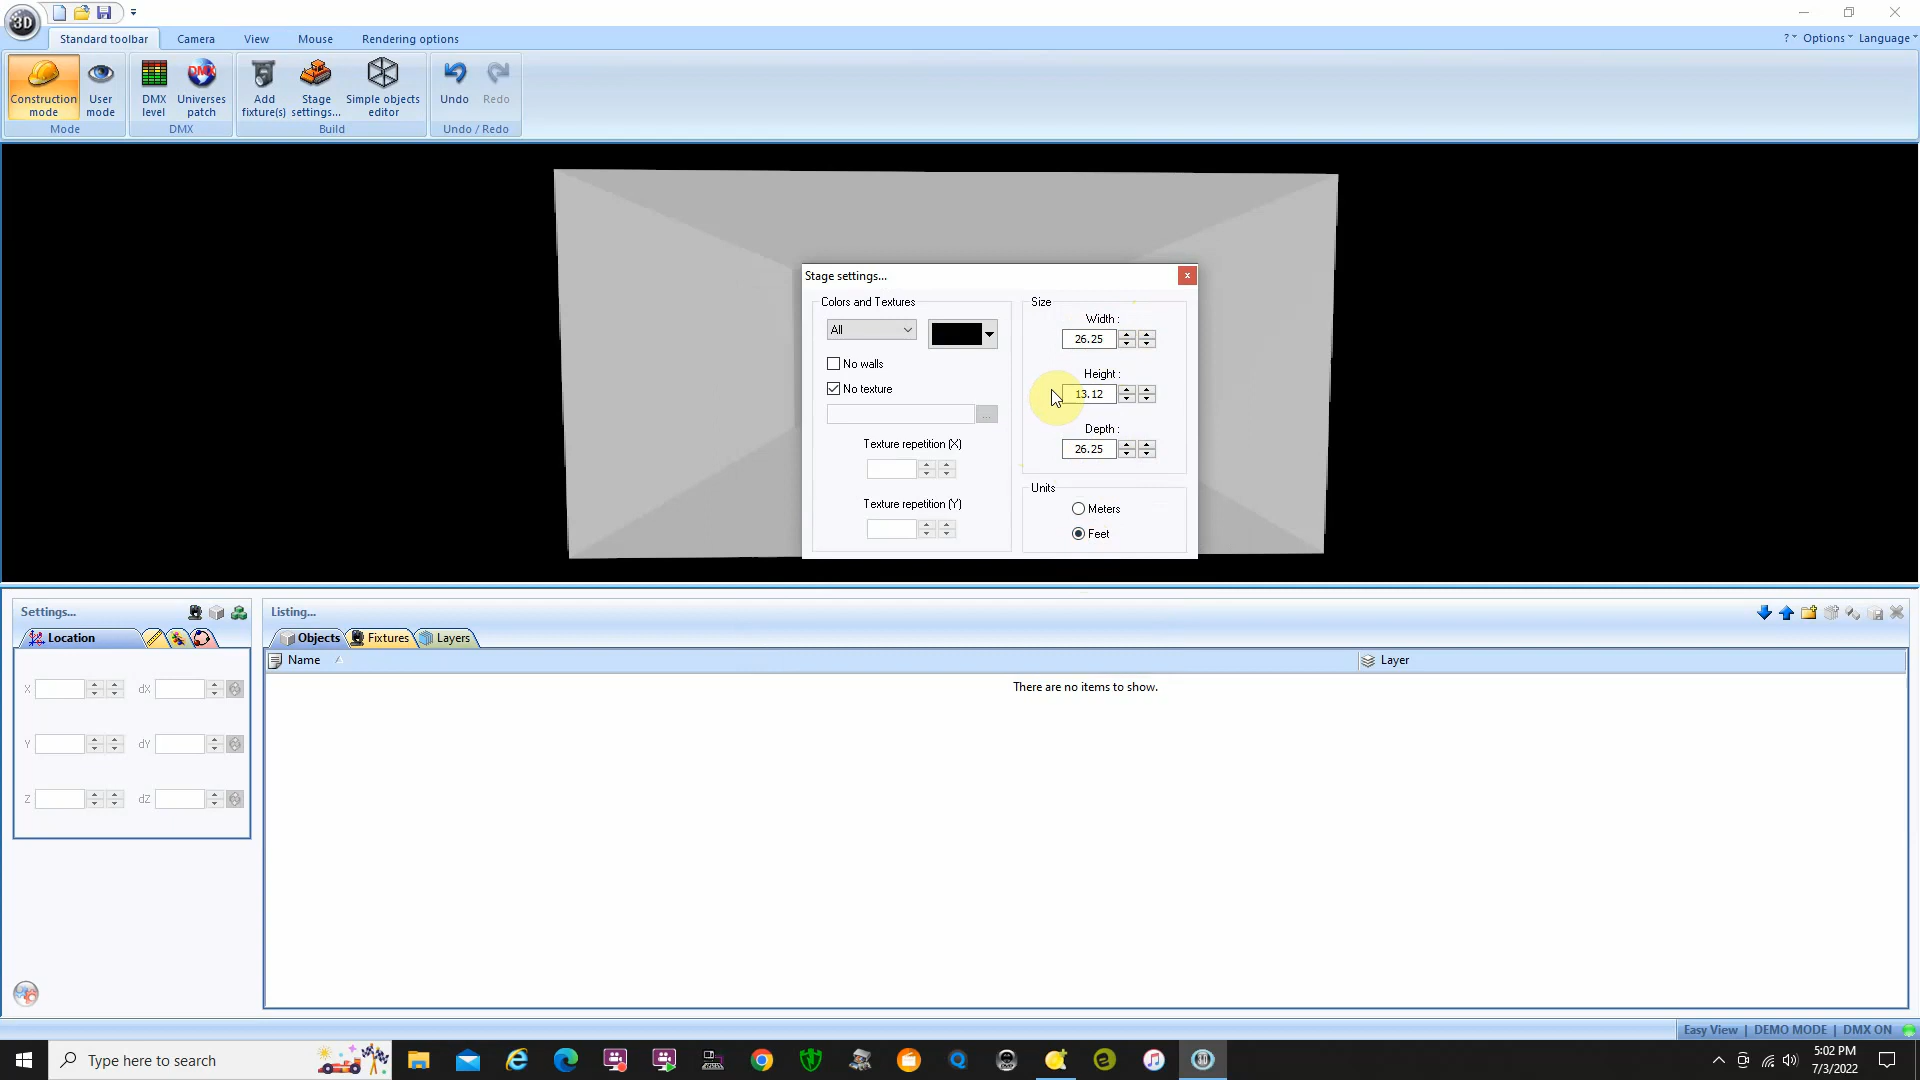 3D
Standard toolbar Camera View Mouse Rendering options ? Options Language
Construction mode User mode DMX level Universes patch Add fixture(s) Stage settings... Simple objects editor Undo Redo
Mode DMX Build Undo / Redo
Stage settings...
Colors and Textures
All
No walls
No texture
...
Texture repetition (X)
Texture repetition (Y)
Size
Width :
26.25
Height :
13.12
Depth :
26.25
Units
Meters
Feet
Settings...
Location
X dX
Y dY
Z dZ
Listing...
Objects Fixtures Layers
Name Layer
There are no items to show.
Easy View DEMO MODE DMX ON
Type here to search
5:02 PM
7/3/2022